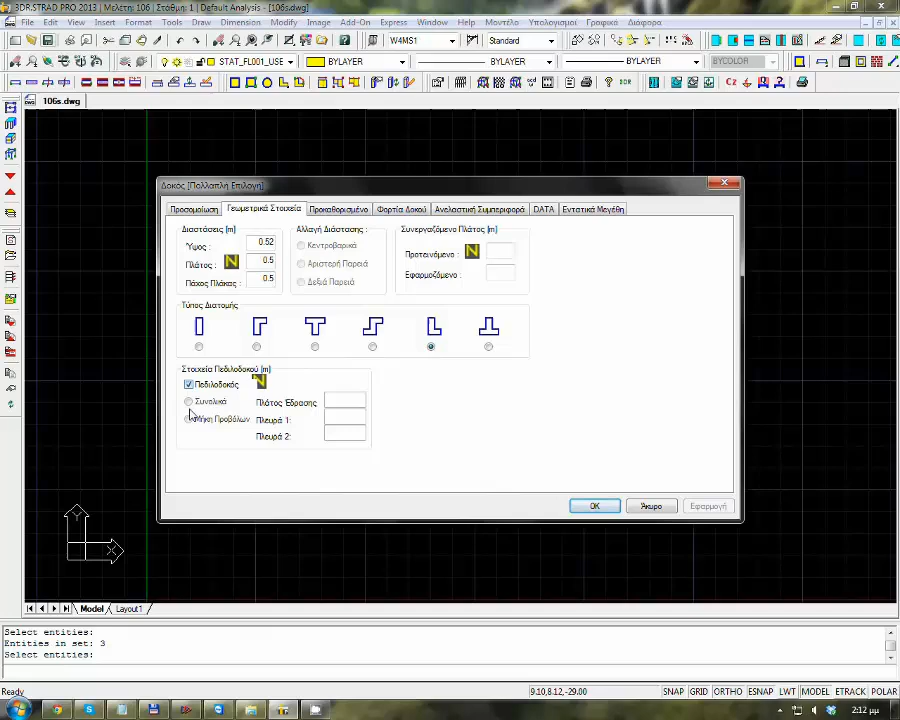 3DR.STRAD PRO 2013 | Μελέτη: 106 | Στάθμη: 1 | Default Analysis | [106s.dwg]
File Edit View Insert Format Tools Draw Dimension Modify Image Add-On Express Window Help Μοντέλο Υπολογισμοί Γραφικά Διάφορα
W4MS1 Standard
STAT_FL001_USE BYLAYER BYLAYER BYLAYER BYCOLOR
106s.dwg
Δοκος [Πολλαπλη Επιλογη]
Προσομοίωση Γεωμετρικά Στοιχεία Προκαθορισμένο Φορτία Δοκού Ανελαστική Συμπεριφορά DATA Εντατικά Μεγέθη
Διαστάσεις [m] Αλλαγή Διάστασης : Συνεργαζόμενο Πλάτος [m]
Ύψος : 0.52 Κεντροβαρικά Προτεινόμενο :
Πλάτος : 0.5 Αριστερή Παρειά Εφαρμοζόμενο :
Πάχος Πλάκας : 0.5 Δεξιά Παρειά
Τύπος Διατομής
Στοιχεία Πεδιλοδοκού [m]
Πεδιλοδοκός
Συνολικά Πλάτος Έδρασης
Μήκη Προβόλων Πλευρά 1:
Πλευρά 2:
OK Άκυρο Εφαρμογή
Y
X
Model Layout1
Select entities:
Entities in set: 3
Select entities:
Ready 9.10,8.12,-29.00 SNAP GRID ORTHO ESNAP LWT MODEL ETRACK POLAR
2:12 μμ